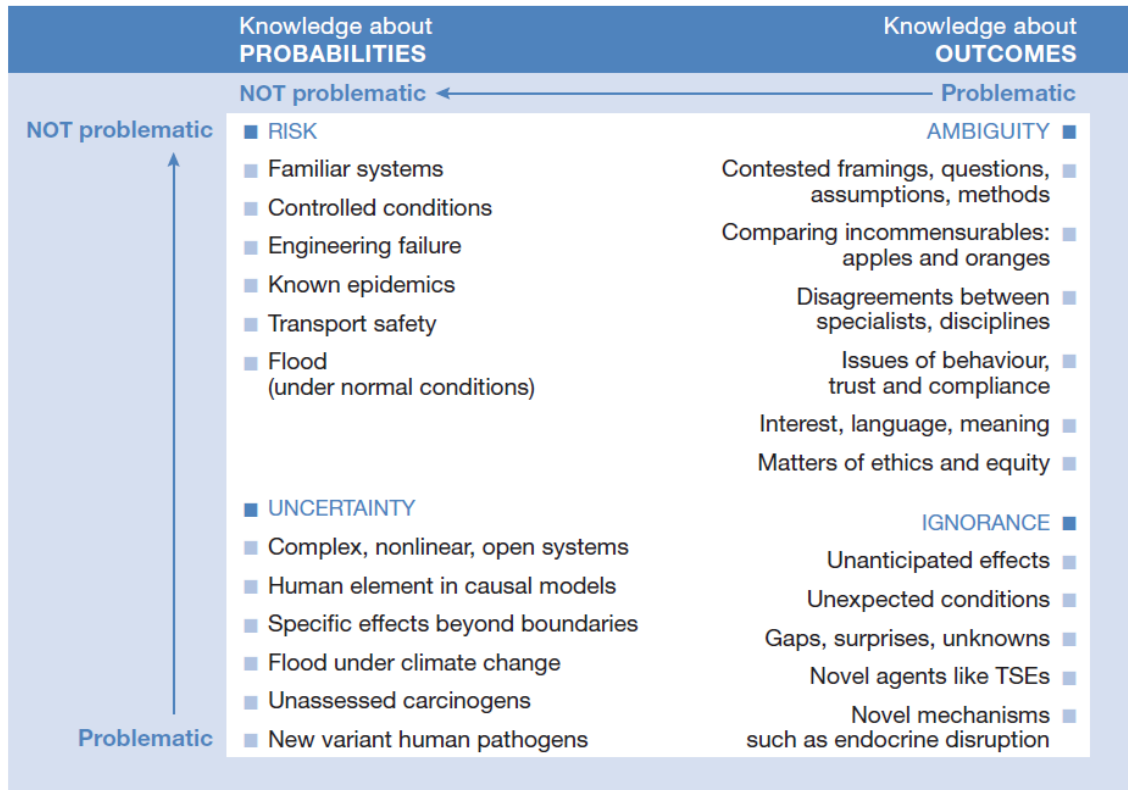 Knowledge about
PROBABILITIES
Knowledge about
OUTCOMES
NOT problematic
Problematic
NOT problematic
RISK
Familiar systems
Controlled conditions
Engineering failure
Known epidemics
Transport safety
Flood
(under normal conditions)
AMBIGUITY
Contested framings, questions,
assumptions, methods
Comparing incommensurables:
apples and oranges
Disagreements between
specialists, disciplines
Issues of behaviour,
trust and compliance
Interest, language, meaning
Matters of ethics and equity
UNCERTAINTY
Complex, nonlinear, open systems
Human element in causal models
Specific effects beyond boundaries
Flood under climate change
Unassessed carcinogens
New variant human pathogens
IGNORANCE
Unanticipated effects
Unexpected conditions
Gaps, surprises, unknowns
Novel agents like TSEs
Novel mechanisms
such as endocrine disruption
Problematic